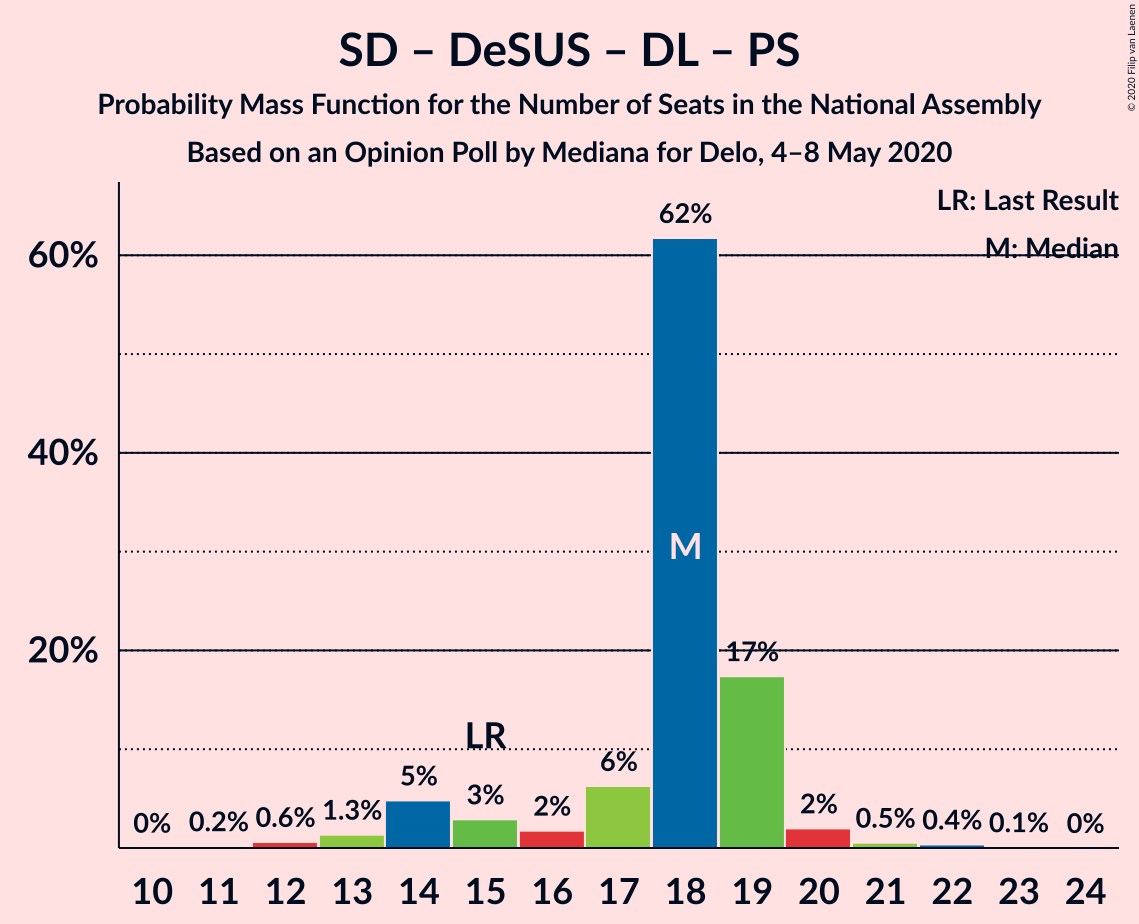 SD – DeSUS – DL – PS
Probability Mass Function for the Number of Seats in the National Assembly
Based on an Opinion Poll by Mediana for Delo, 4–8 May 2020
© 2020 Filip van Laenen
LR: Last Result
M: Median
60%
40%
20%
0%
0.2%
0.6%
1.3%
5%
LR
3%
2%
6%
62%
M
17%
2%
0.5%
0.4%
0.1%
0%
10 11 12 13 14 15 16 17 18 19 20 21 22 23 24